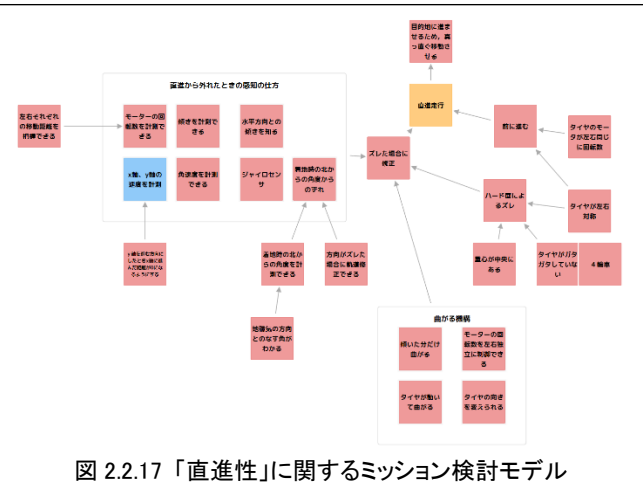 目的地に進ま
せるため，真
っ直ぐ移動さ
せる
直進から外れたときの感知の仕方
直進走行
左右それぞれ
の移動距離を
把握できる
モーターの回
転数を計測で
きる
傾きを計測で
きる
水平方向との
傾きを知る
前に進む
タイヤのモー
タが左右同じ
に回転数
ズレた場合に
修正
x軸、y軸の
速度を計測
角速度を計測
できる
ジャイロセン
サ
着地時の北か
らの角度から
のずれ
ハード面によ
るズレ
タイヤが左右
対称
着地時の北か
らの角度を計
測できる
方向がズレた
場合に軌道修
正できる
重心が中央に
ある
タイヤがガタ
ガタしていな
い
４輪車
の方向
とのなす角が
わかる
曲がる機構
傾いた分だけ
曲がる
モーターの回
転数を左右独
立に制御でき
る
タイヤが動い
て曲がる
タイヤの向き
を変えられる
図 2.2.17 「直進性」に関するミッション検討モデル